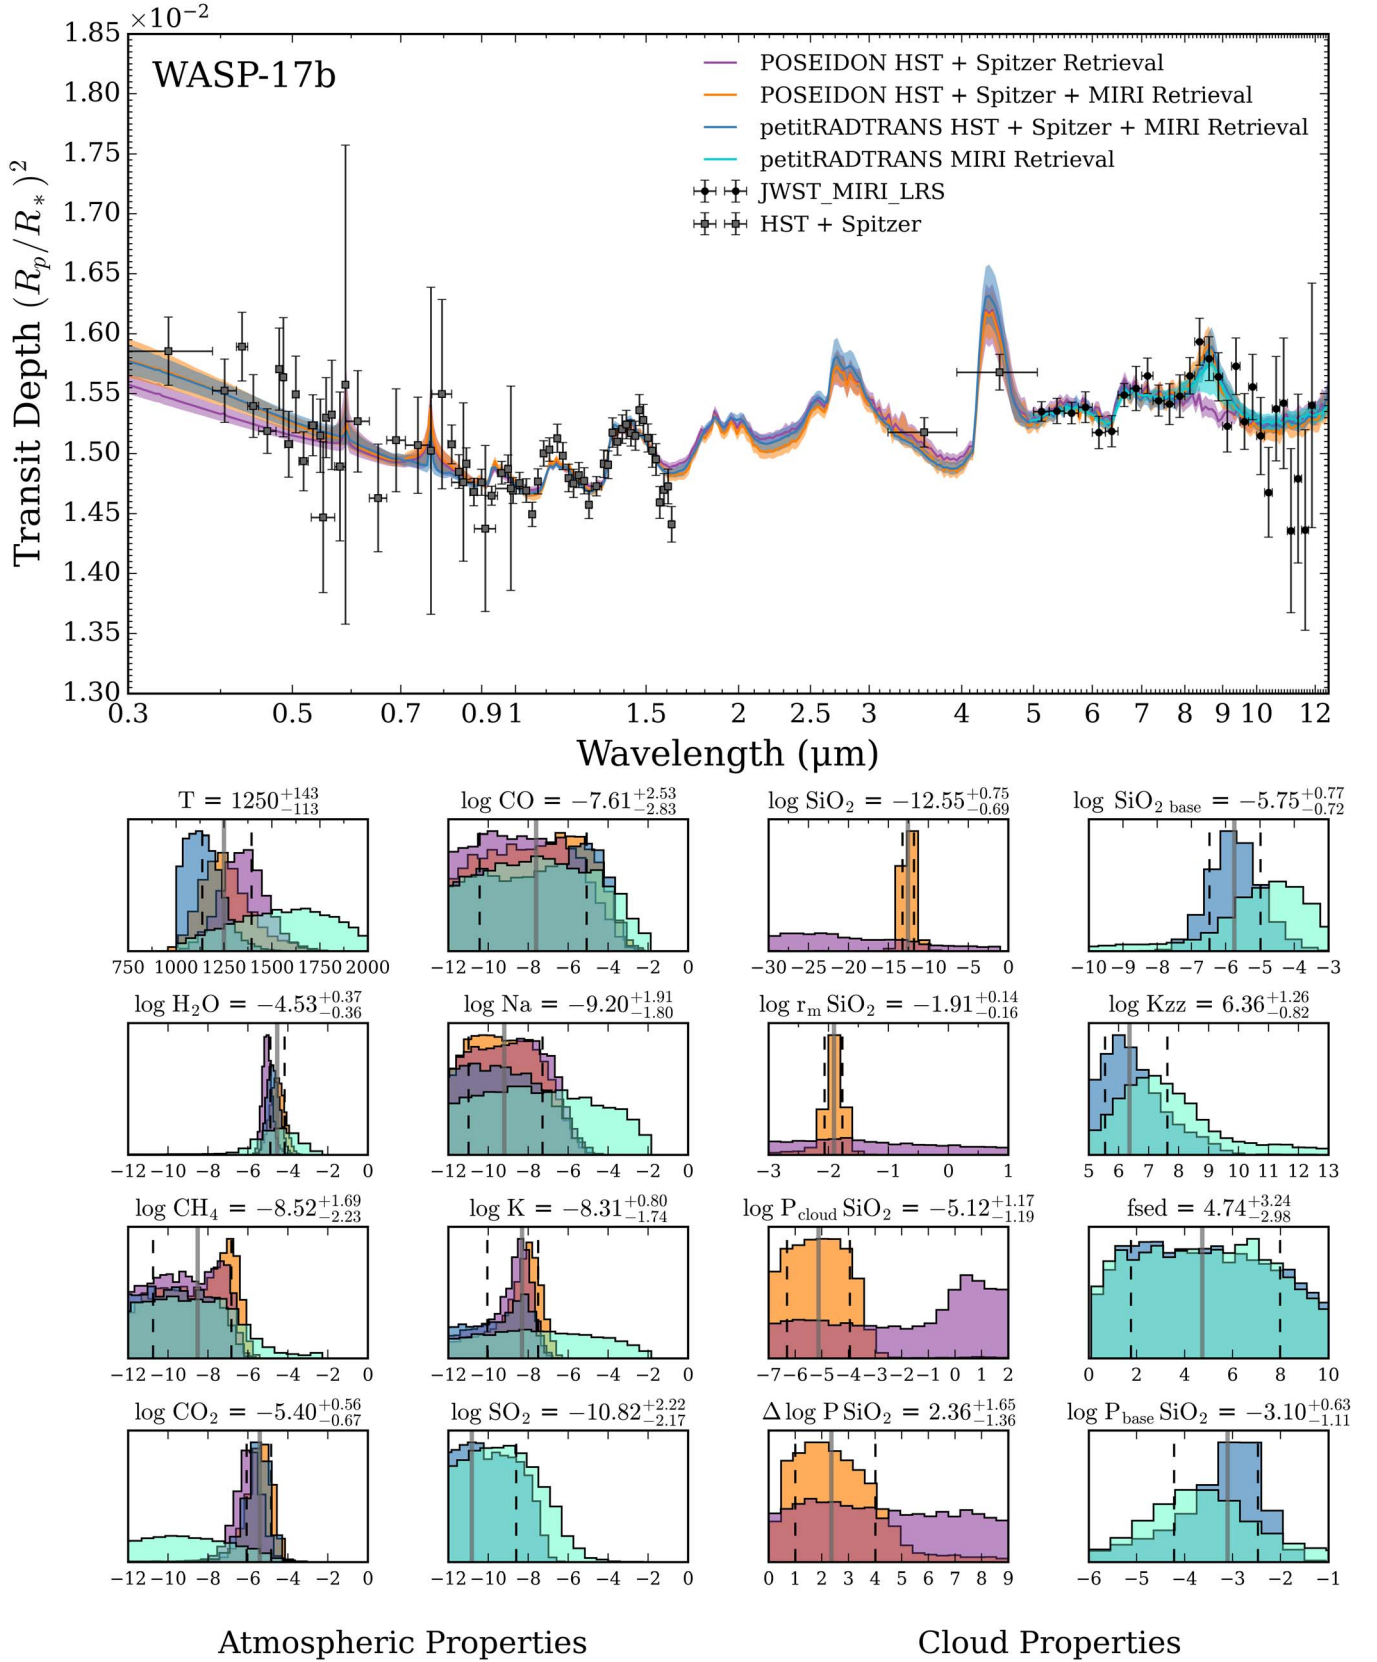 ×10⁻²
WASP-17b
POSEIDON HST + Spitzer Retrieval
POSEIDON HST + Spitzer + MIRI Retrieval
petitRADTRANS HST + Spitzer + MIRI Retrieval
petitRADTRANS MIRI Retrieval
JWST_MIRI_LRS
HST + Spitzer
Transit Depth (R_p/R_*)²
1.85
1.80
1.75
1.70
1.65
1.60
1.55
1.50
1.45
1.40
1.35
1.30
0.3 0.5 0.7 0.9 1 1.5 2 2.5 3 4 5 6 7 8 9 10 12
Wavelength (μm)
T = 1250 +143 −113
750 1000 1250 1500 1750 2000
log CO = −7.61 +2.53 −2.83
−12 −10 −8 −6 −4 −2 0
log SiO₂ = −12.55 +0.75 −0.69
−30 −25 −20 −15 −10 −5 0
log SiO₂ base = −5.75 +0.77 −0.72
−10 −9 −8 −7 −6 −5 −4 −3
log H₂O = −4.53 +0.37 −0.36
−12 −10 −8 −6 −4 −2 0
log Na = −9.20 +1.91 −1.80
−12 −10 −8 −6 −4 −2 0
log rₘ SiO₂ = −1.91 +0.14 −0.16
−3 −2 −1 0 1
log Kzz = 6.36 +1.26 −0.82
5 6 7 8 9 10 11 12 13
log CH₄ = −8.52 +1.69 −2.23
−12 −10 −8 −6 −4 −2 0
log K = −8.31 +0.80 −1.74
−12 −10 −8 −6 −4 −2 0
log P_cloud SiO₂ = −5.12 +1.17 −1.19
−7 −6 −5 −4 −3 −2 −1 0 1 2
fsed = 4.74 +3.24 −2.98
0 2 4 6 8 10
log CO₂ = −5.40 +0.56 −0.67
−12 −10 −8 −6 −4 −2 0
log SO₂ = −10.82 +2.22 −2.17
−12 −10 −8 −6 −4 −2 0
Δ log P SiO₂ = 2.36 +1.65 −1.36
0 1 2 3 4 5 6 7 8 9
log P_base SiO₂ = −3.10 +0.63 −1.11
−6 −5 −4 −3 −2 −1
Atmospheric Properties
Cloud Properties